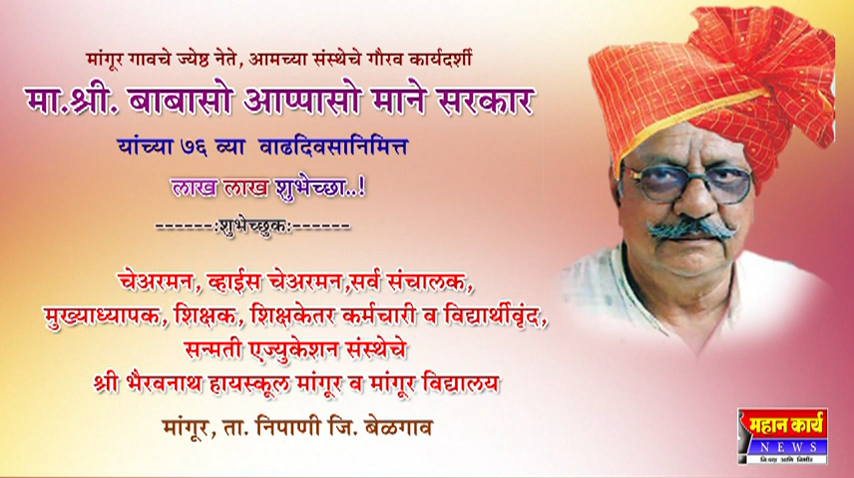 मांगूर गावचे ज्येष्ठ नेते, आमच्या संस्थेचे गौरव कार्यदर्शी
मा.श्री. बाबासो आप्पासो माने सरकार
यांच्या ७६ व्या वाढदिवसानिमित्त
लाख लाख शुभेच्छा..!
------:शुभेच्छुक:------
चेअरमन, व्हाईस चेअरमन,सर्व संचालक,
मुख्याध्यापक, शिक्षक, शिक्षकेतर कर्मचारी व विद्यार्थीवृंद,
सन्मती एज्युकेशन संस्थेचे
श्री भैरवनाथ हायस्कूल मांगूर व मांगूर विद्यालय
मांगूर, ता. निपाणी जि. बेळगाव
महान कार्य
NEWS
आणि निर्भीड